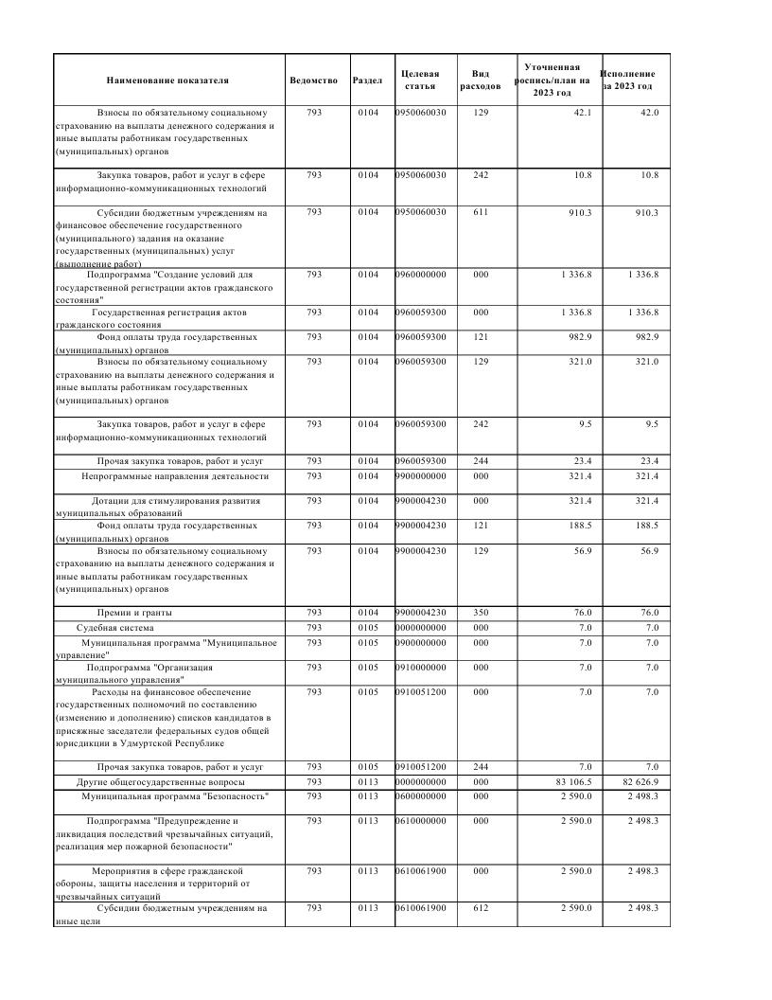 Наименование показателя Ведомство Раздел Целевая статья Вид расходов Уточненная роспись/план на 2023 год Исполнение за 2023 год
Взносы по обязательному социальному 793 0104 0950060030 129 42.1 42.0
страхованию на выплаты денежного содержания и
иные выплаты работникам государственных
(муниципальных) органов
Закупка товаров, работ и услуг в сфере 793 0104 0950060030 242 10.8 10.8
информационно-коммуникационных технологий
Субсидии бюджетным учреждениям на 793 0104 0950060030 611 910.3 910.3
финансовое обеспечение государственного
(муниципального) задания на оказание
государственных (муниципальных) услуг
(выполнение работ)
Подпрограмма "Создание условий для 793 0104 0960000000 000 1 336.8 1 336.8
государственной регистрации актов гражданского
состояния"
Государственная регистрация актов 793 0104 0960059300 000 1 336.8 1 336.8
гражданского состояния
Фонд оплаты труда государственных 793 0104 0960059300 121 982.9 982.9
(муниципальных) органов
Взносы по обязательному социальному 793 0104 0960059300 129 321.0 321.0
страхованию на выплаты денежного содержания и
иные выплаты работникам государственных
(муниципальных) органов
Закупка товаров, работ и услуг в сфере 793 0104 0960059300 242 9.5 9.5
информационно-коммуникационных технологий
Прочая закупка товаров, работ и услуг 793 0104 0960059300 244 23.4 23.4
Непрограммные направления деятельности 793 0104 9900000000 000 321.4 321.4
Дотации для стимулирования развития 793 0104 9900004230 000 321.4 321.4
муниципальных образований
Фонд оплаты труда государственных 793 0104 9900004230 121 188.5 188.5
(муниципальных) органов
Взносы по обязательному социальному 793 0104 9900004230 129 56.9 56.9
страхованию на выплаты денежного содержания и
иные выплаты работникам государственных
(муниципальных) органов
Премии и гранты 793 0104 9900004230 350 76.0 76.0
Судебная система 793 0105 0000000000 000 7.0 7.0
Муниципальная программа "Муниципальное 793 0105 0900000000 000 7.0 7.0
управление"
Подпрограмма "Организация 793 0105 0910000000 000 7.0 7.0
муниципального управления"
Расходы на финансовое обеспечение 793 0105 0910051200 000 7.0 7.0
государственных полномочий по составлению
(изменению и дополнению) списков кандидатов в
присяжные заседатели федеральных судов общей
юрисдикции в Удмуртской Республике
Прочая закупка товаров, работ и услуг 793 0105 0910051200 244 7.0 7.0
Другие общегосударственные вопросы 793 0113 0000000000 000 83 106.5 82 626.9
Муниципальная программа "Безопасность" 793 0113 0600000000 000 2 590.0 2 498.3
Подпрограмма "Предупреждение и 793 0113 0610000000 000 2 590.0 2 498.3
ликвидация последствий чрезвычайных ситуаций,
реализация мер пожарной безопасности"
Мероприятия в сфере гражданской 793 0113 0610061900 000 2 590.0 2 498.3
обороны, защиты населения и территорий от
чрезвычайных ситуаций
Субсидии бюджетным учреждениям на 793 0113 0610061900 612 2 590.0 2 498.3
иные цели